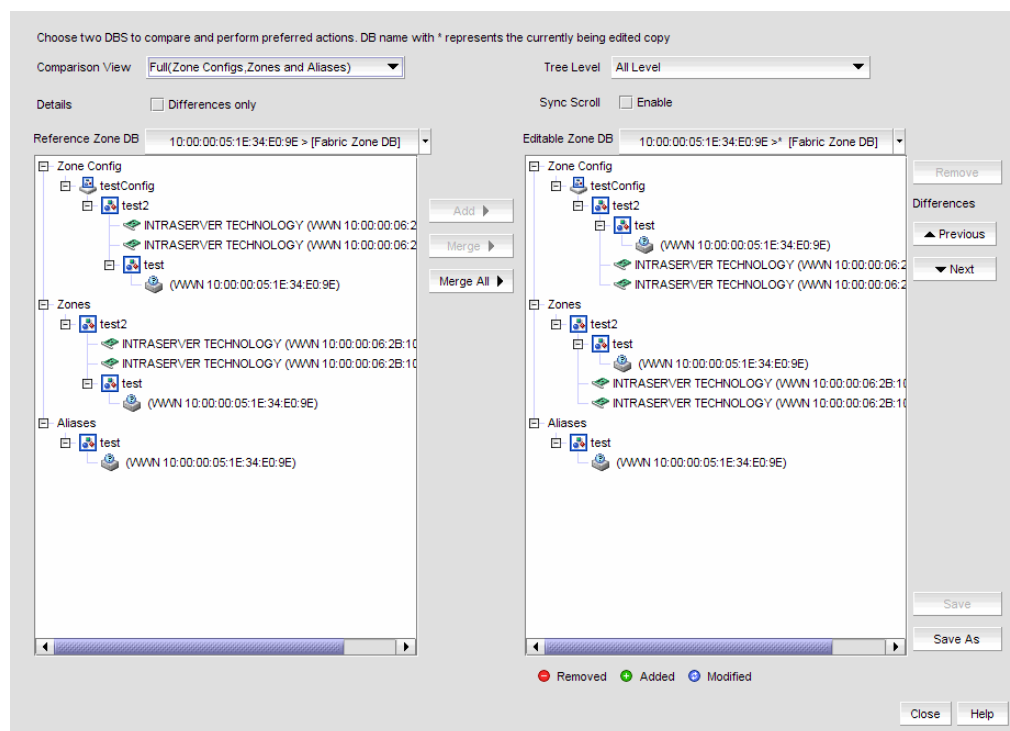 Choose two DBS to compare and perform preferred actions. DB name with * represents the currently being edited copy
Comparison View Full(Zone Configs,Zones and Aliases) Tree Level All Level
Details Differences only Sync Scroll Enable
Reference Zone DB 10:00:00:05:1E:34:E0:9E > [Fabric Zone DB] Editable Zone DB 10:00:00:05:1E:34:E0:9E >* [Fabric Zone DB]
Zone Config
testConfig
test2
INTRASERVER TECHNOLOGY (WWN 10:00:00:06:2
INTRASERVER TECHNOLOGY (WWN 10:00:00:06:2
test
(WWN 10:00:00:05:1E:34:E0:9E)
Zones
test2
INTRASERVER TECHNOLOGY (WWN 10:00:00:06:2B:10
INTRASERVER TECHNOLOGY (WWN 10:00:00:06:2B:10
test
(WWN 10:00:00:05:1E:34:E0:9E)
Aliases
test
(WWN 10:00:00:05:1E:34:E0:9E)
Add
Merge
Merge All
Zone Config
testConfig
test2
test
(WWN 10:00:00:05:1E:34:E0:9E)
INTRASERVER TECHNOLOGY (WWN 10:00:00:06:2
INTRASERVER TECHNOLOGY (WWN 10:00:00:06:2
Zones
test2
test
(WWN 10:00:00:05:1E:34:E0:9E)
INTRASERVER TECHNOLOGY (WWN 10:00:00:06:2B:10
INTRASERVER TECHNOLOGY (WWN 10:00:00:06:2B:10
Aliases
test
(WWN 10:00:00:05:1E:34:E0:9E)
Remove
Differences
Previous
Next
Save
Save As
Removed Added Modified
Close Help